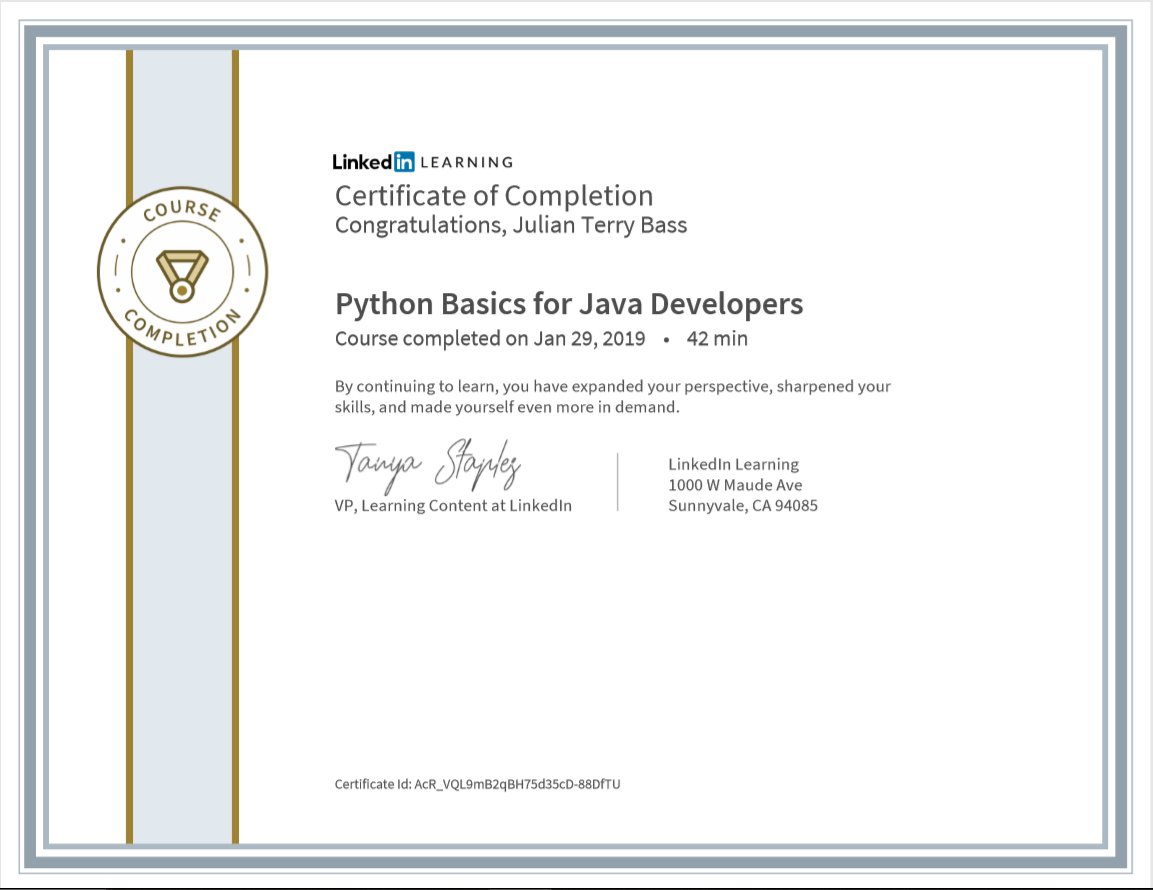 COURSE
COMPLETION
Linked in LEARNING
Certificate of Completion
Congratulations, Julian Terry Bass
Python Basics for Java Developers
Course completed on Jan 29, 2019 • 42 min
By continuing to learn, you have expanded your perspective, sharpened your
skills, and made yourself even more in demand.
Tanya Staples
VP, Learning Content at LinkedIn
LinkedIn Learning
1000 W Maude Ave
Sunnyvale, CA 94085
Certificate Id: AcR_VQL9mB2qBH75d35cD-88DfTU